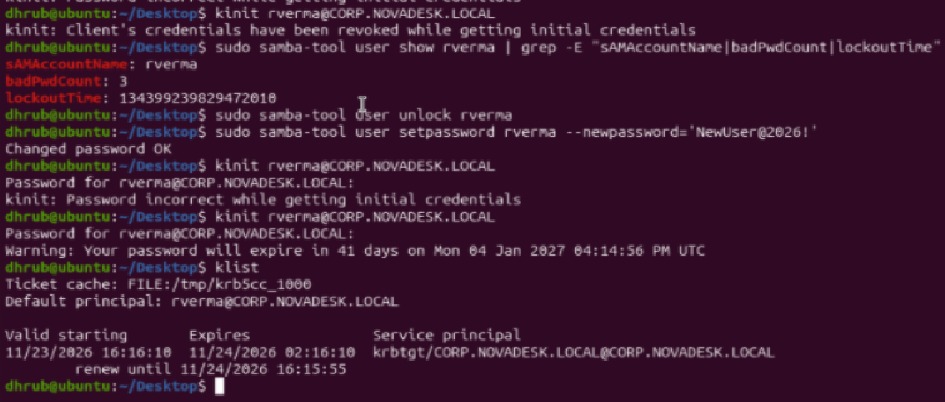 dhrub@ubuntu:~/Desktop$ kinit rverma@CORP.NOVADESK.LOCAL
kinit: Client's credentials have been revoked while getting initial credentials
dhrub@ubuntu:~/Desktop$ sudo samba-tool user show rverma | grep -E "sAMAccountName|badPwdCount|lockoutTime"
sAMAccountName: rverma
badPwdCount: 3
lockoutTime: 134399239829472010
dhrub@ubuntu:~/Desktop$ sudo samba-tool user unlock rverma
dhrub@ubuntu:~/Desktop$ sudo samba-tool user setpassword rverma --newpassword='NewUser@2026!'
Changed password OK
dhrub@ubuntu:~/Desktop$ kinit rverma@CORP.NOVADESK.LOCAL
Password for rverma@CORP.NOVADESK.LOCAL:
kinit: Password incorrect while getting initial credentials
dhrub@ubuntu:~/Desktop$ kinit rverma@CORP.NOVADESK.LOCAL
Password for rverma@CORP.NOVADESK.LOCAL:
Warning: Your password will expire in 41 days on Mon 04 Jan 2027 04:14:56 PM UTC
dhrub@ubuntu:~/Desktop$ klist
Ticket cache: FILE:/tmp/krb5cc_1000
Default principal: rverma@CORP.NOVADESK.LOCAL
Valid starting Expires Service principal
11/23/2026 16:16:10 11/24/2026 02:16:10 krbtgt/CORP.NOVADESK.LOCAL@CORP.NOVADESK.LOCAL
renew until 11/24/2026 16:15:55
dhrub@ubuntu:~/Desktop$